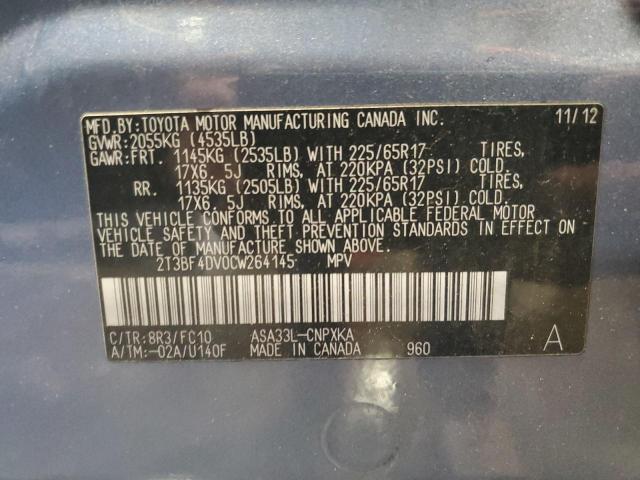 MFD.BY:TOYOTA MOTOR MANUFACTURING CANADA INC. 11/12
GVWR:2055KG (4535LB)
GAWR:FRT. 1145KG (2535LB) WITH 225/65R17 TIRES,
17X6.5J RIMS, AT 220KPA (32PSI) COLD.
RR. 1135KG (2505LB) WITH 225/65R17 TIRES,
17X6.5J RIMS, AT 220KPA (32PSI) COLD.
THIS VEHICLE CONFORMS TO ALL APPLICABLE FEDERAL MOTOR
VEHICLE SAFETY AND THEFT PREVENTION STANDARDS IN EFFECT ON
THE DATE OF MANUFACTURE SHOWN ABOVE.
2T3BF4DV0CW264145 MPV
C/TR:8R3/FC10 ASA33L-CNPXKA
A/TM:-02A/U140F MADE IN CANADA 960 A